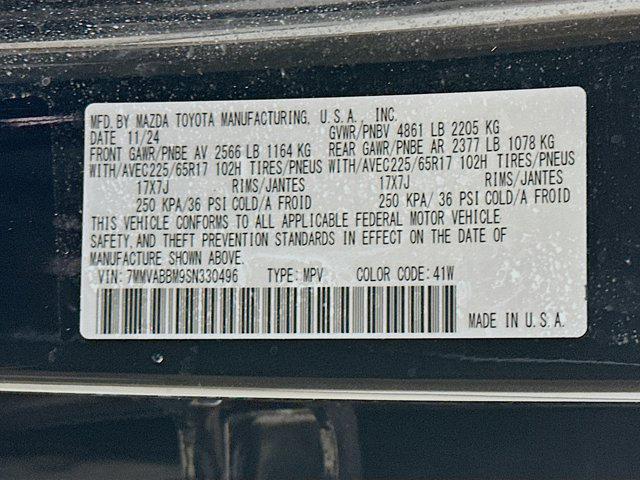 MFD. BY MAZDA TOYOTA MANUFACTURING, U.S.A., INC.
DATE 11/24 GVWR/PNBV 4861 LB 2205 KG
FRONT GAWR/PNBE AV 2566 LB 1164 KG REAR GAWR/PNBE AR 2377 LB 1078 KG
WITH/AVEC225/65R17 102H TIRES/PNEUS WITH/AVEC225/65R17 102H TIRES/PNEUS
17X7J RIMS/JANTES 17X7J RIMS/JANTES
250 KPA/36 PSI COLD/A FROID 250 KPA/ 36 PSI COLD/A FROID
THIS VEHICLE CONFORMS TO ALL APPLICABLE FEDERAL MOTOR VEHICLE
SAFETY, AND THEFT PREVENTION STANDARDS IN EFFECT ON THE DATE OF
MANUFACTURE SHOWN ABOVE.
VIN: 7MMVABBM9SN330496 TYPE: MPV COLOR CODE: 41W
MADE IN U.S.A.